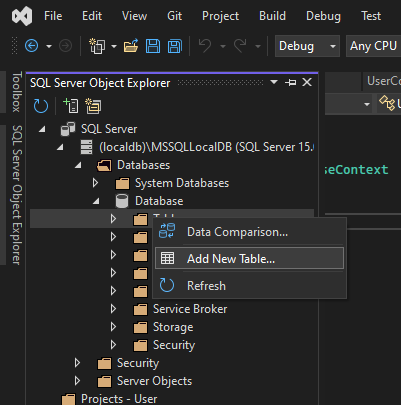 File Edit View Git Project Build Debug
Debug Any CPU
Toolbox
SQL Server Object Explorer
SQL Server Object Explorer
UserCo
SQL Server
(localdb)\MSSQLLocalDB (SQL Server 15.0
Databases
System Databases
Database
seContext
Data Comparison...
Add New Table...
Refresh
Service Broker
Storage
Security
Security
Server Objects
Projects - User